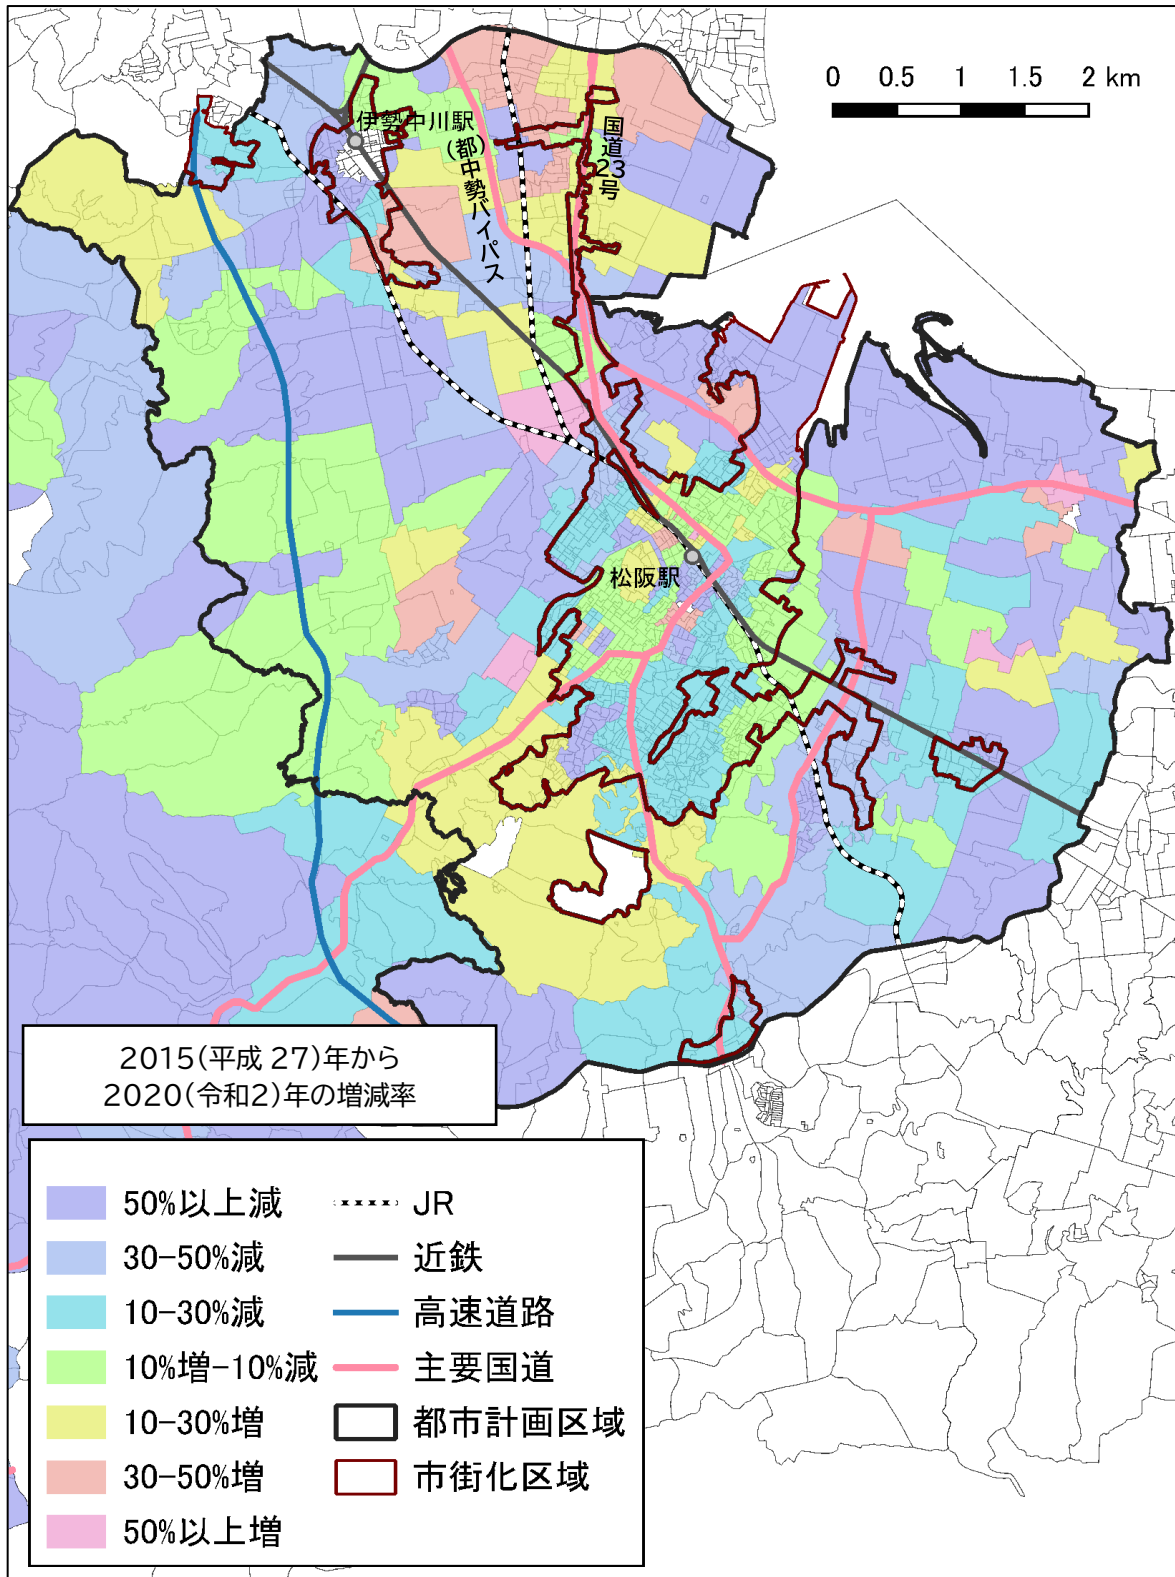 0 0.5 1 1.5 2 km
伊勢中川駅
(都)中勢バイパス
国道23号
松阪駅
2015(平成 27)年から
2020(令和2)年の増減率
50%以上減
30-50%減
10-30%減
10%増-10%減
10-30%増
30-50%増
50%以上増
JR
近鉄
高速道路
主要国道
都市計画区域
市街化区域